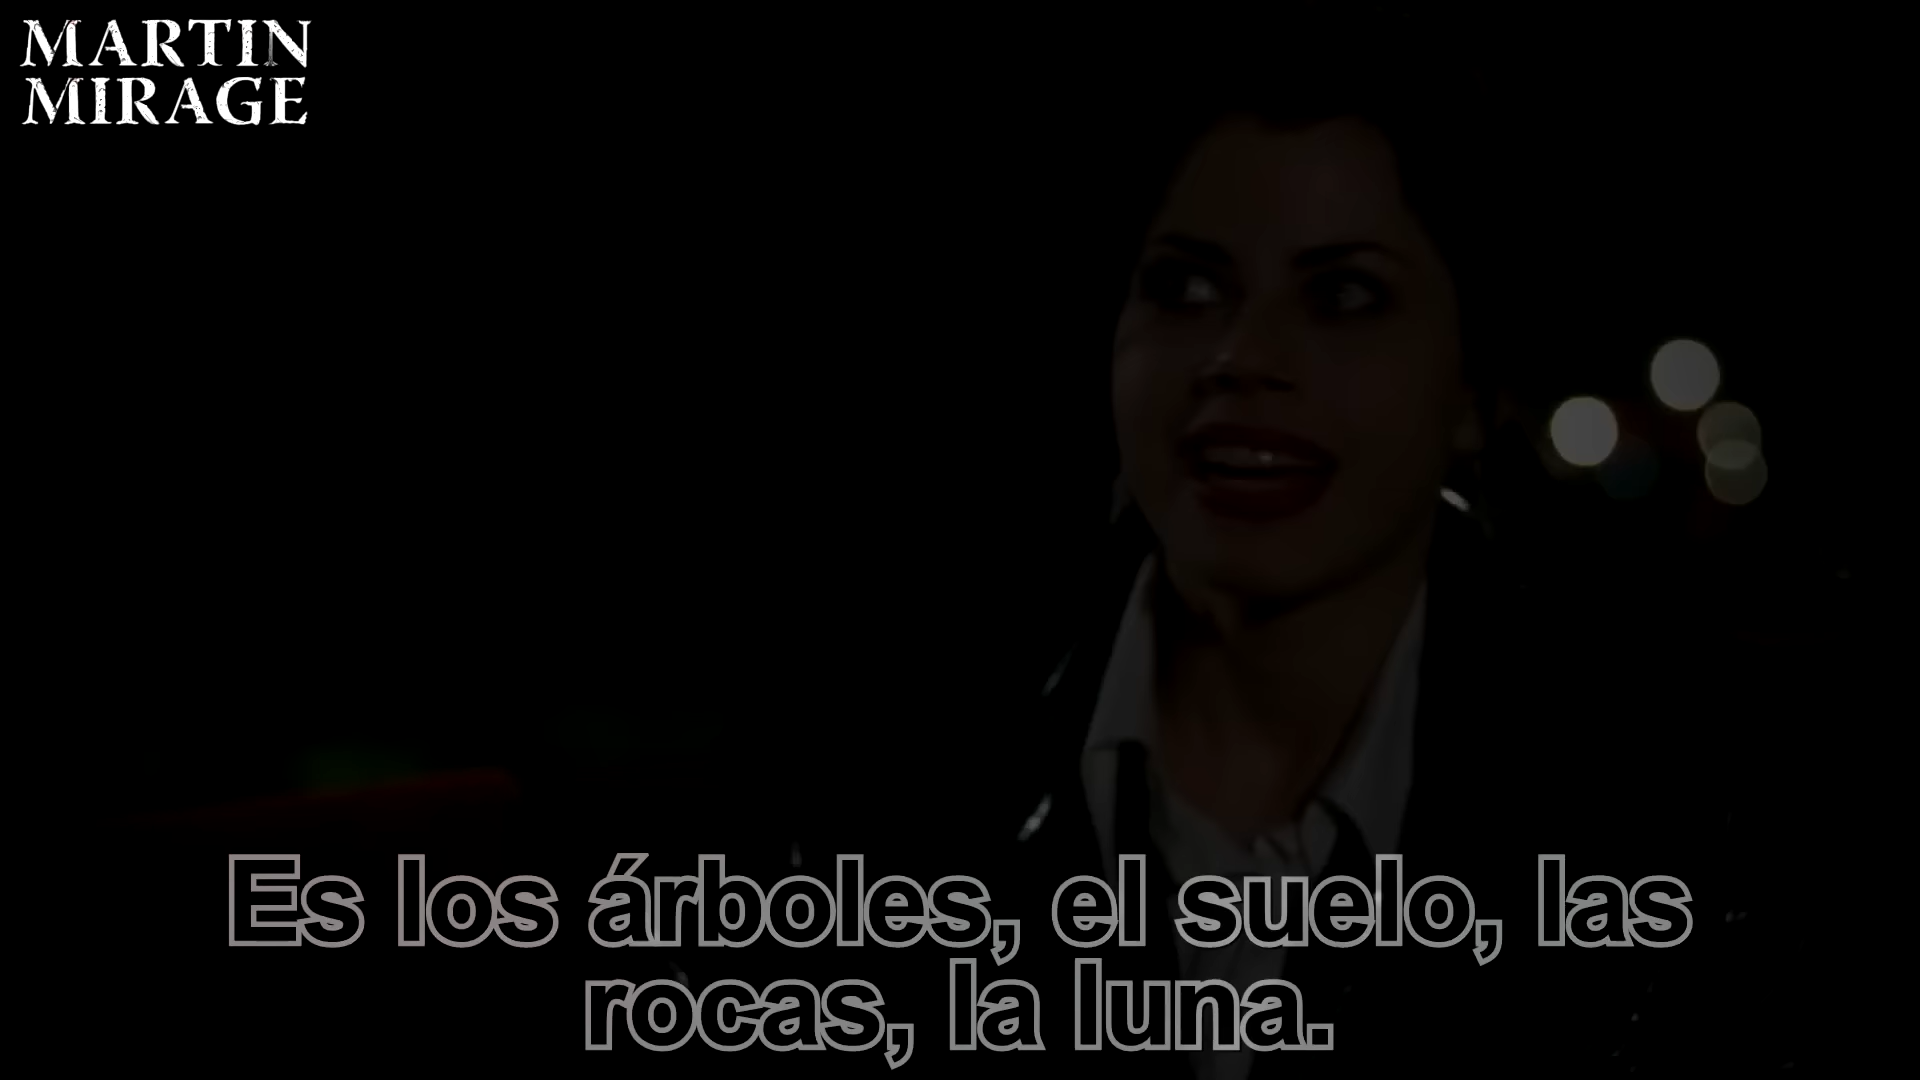 MARTIN
MIRAGE
Es los árboles, el suelo, las
rocas, la luna.